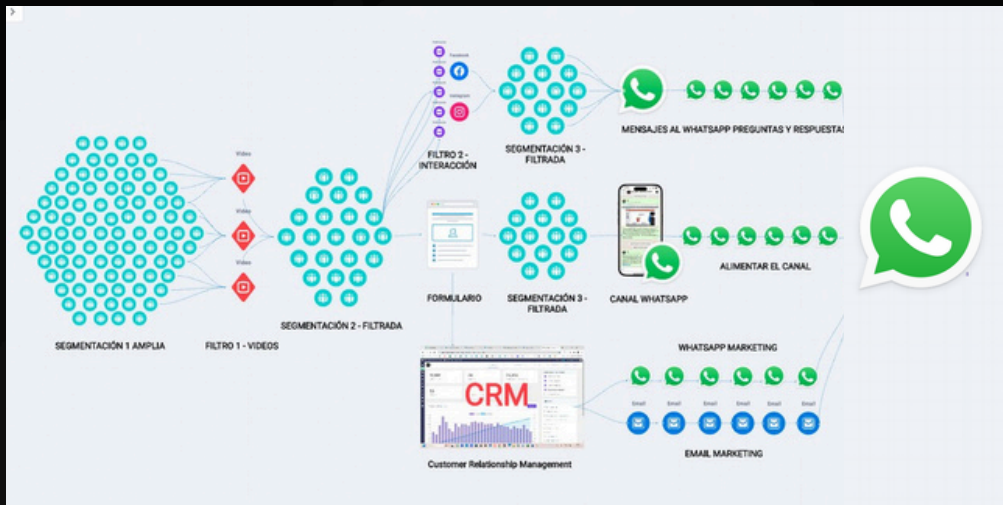 Facebook
Instagram
Video
Video
Video
SEGMENTACIÓN 1 AMPLIA
FILTRO 1 - VIDEOS
SEGMENTACIÓN 2 - FILTRADA
FILTRO 2 -
INTERACCIÓN
SEGMENTACIÓN 3 -
FILTRADA
MENSAJES AL WHATSAPP PREGUNTAS Y RESPUESTAS
FORMULARIO
SEGMENTACIÓN 3 -
FILTRADA
CANAL WHATSAPP
ALIMENTAR EL CANAL
CRM
Customer Relationship Management
WHATSAPP MARKETING
Email Email Email Email Email Email
EMAIL MARKETING